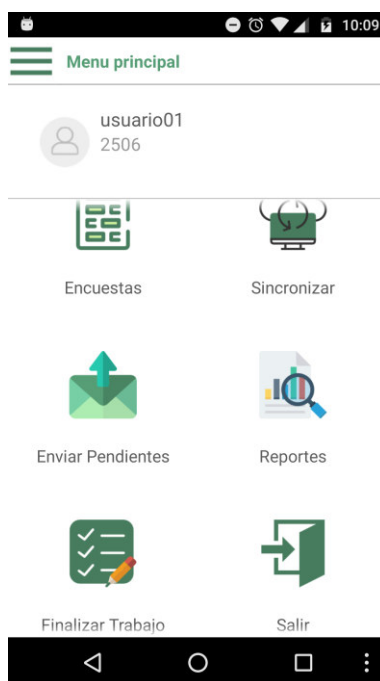 10:09
Menu principal
usuario01
2506
Encuestas
Sincronizar
Enviar Pendientes
Reportes
Finalizar Trabajo
Salir